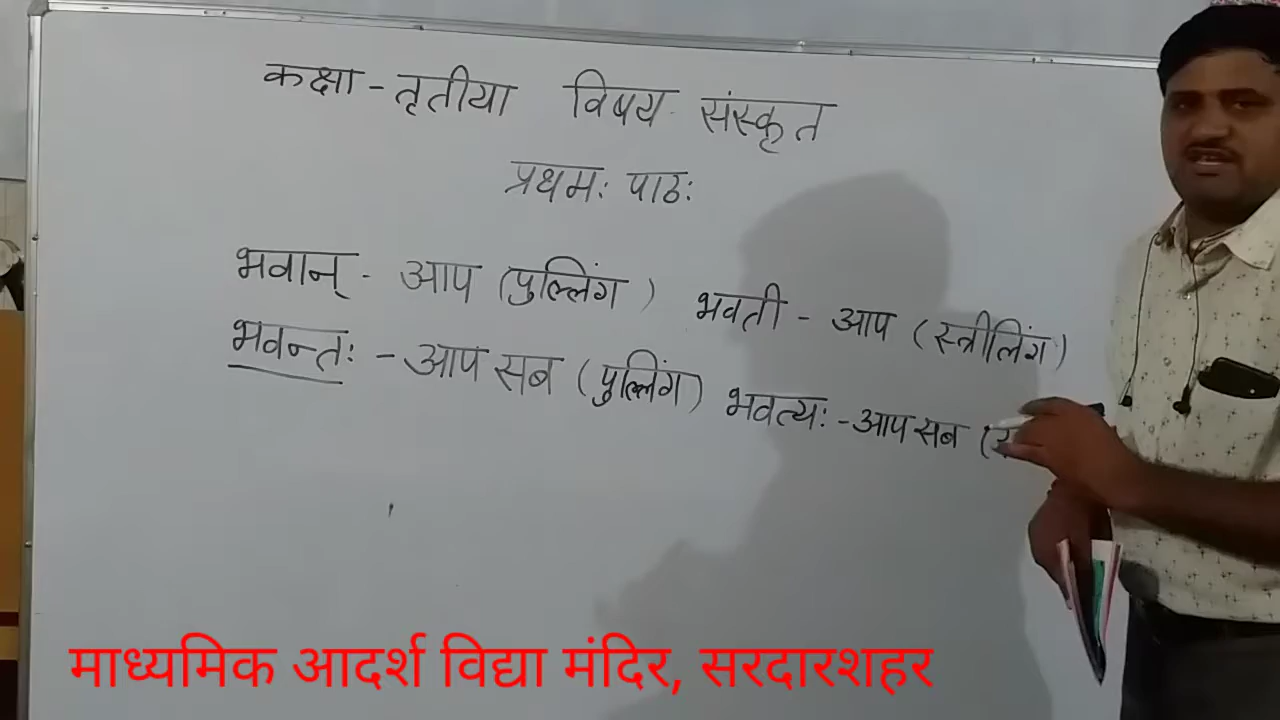 कक्षा - तृतीया विषय - संस्कृत
प्रथमः पाठः
भवान् - आप (पुल्लिंग) भवती - आप (स्त्रीलिंग)
भवन्तः - आप सब (पुल्लिंग) भवत्यः - आप सब
माध्यमिक आदर्श विद्या मंदिर, सरदारशहर